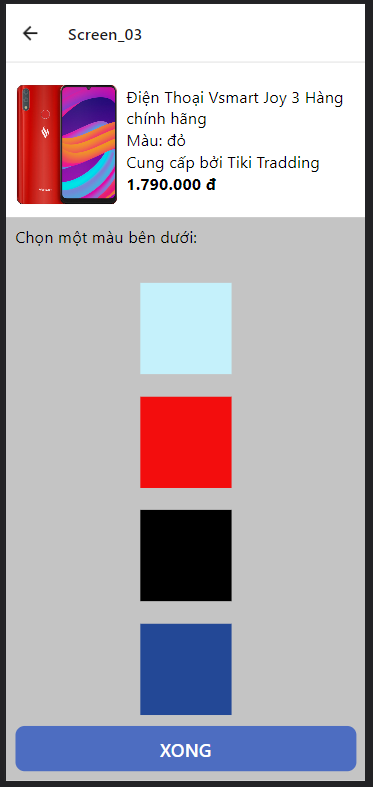 Screen_03
Điện Thoại Vsmart Joy 3 Hàng
chính hãng
Màu: đỏ
Cung cấp bởi Tiki Tradding
1.790.000 đ
Chọn một màu bên dưới:
XONG